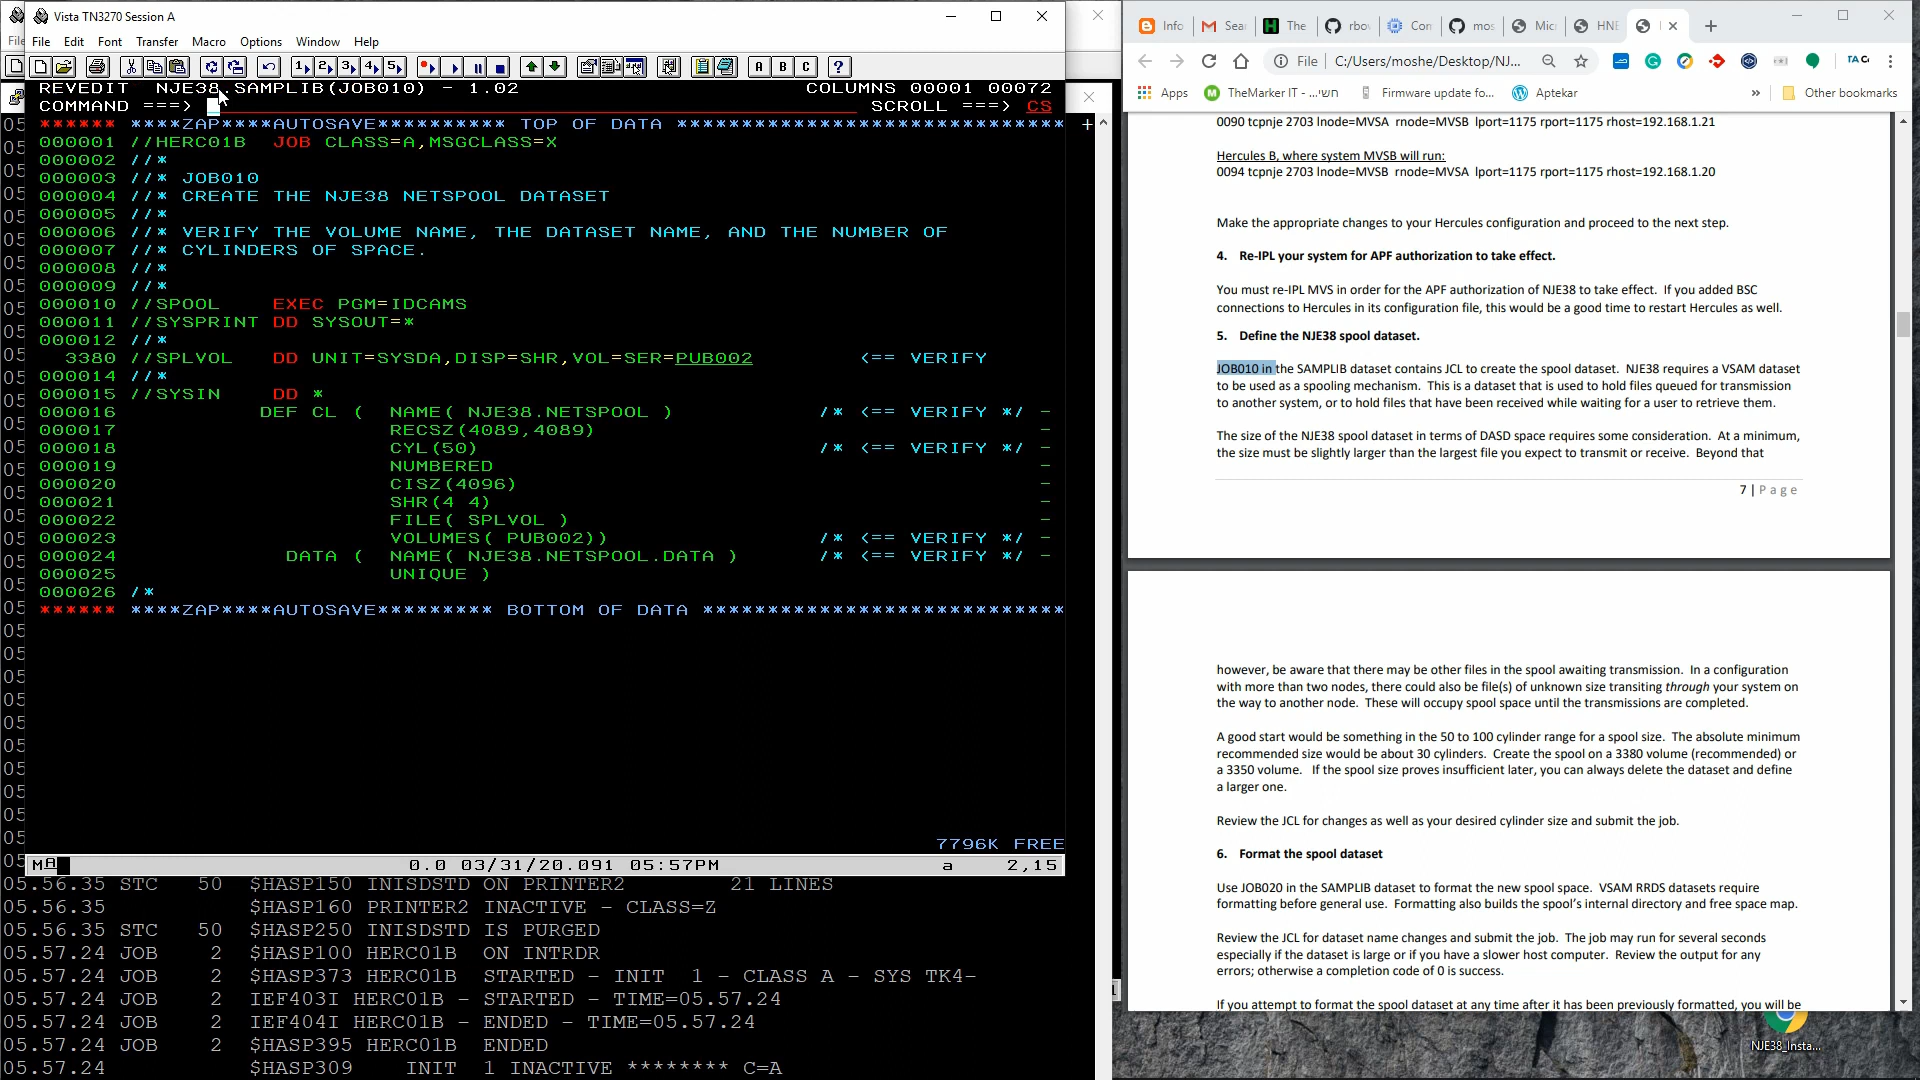 Vista TN3270 Session A
File Edit Font Transfer Macro Options Window Help
REVEDIT NJE38.SAMPLIB(JOB010) - 1.02 COLUMNS 00001 00072
COMMAND ===> SCROLL ===> CS
****** ****ZAP****AUTOSAVE********** TOP OF DATA ******************************
000001 //HERC01B JOB CLASS=A,MSGCLASS=X
000002 //*
000003 //* JOB010
000004 //* CREATE THE NJE38 NETSPOOL DATASET
000005 //*
000006 //* VERIFY THE VOLUME NAME, THE DATASET NAME, AND THE NUMBER OF
000007 //* CYLINDERS OF SPACE.
000008 //*
000009 //*
000010 //SPOOL EXEC PGM=IDCAMS
000011 //SYSPRINT DD SYSOUT=*
000012 //*
3380 //SPLVOL DD UNIT=SYSDA,DISP=SHR,VOL=SER=PUB002 <== VERIFY
000014 //*
000015 //SYSIN DD *
000016 DEF CL ( NAME( NJE38.NETSPOOL ) /* <== VERIFY */ -
000017 RECSZ(4089,4089) -
000018 CYL(50) /* <== VERIFY */ -
000019 NUMBERED -
000020 CISZ(4096) -
000021 SHR(4 4) -
000022 FILE( SPLVOL ) -
000023 VOLUMES( PUB002)) /* <== VERIFY */ -
000024 DATA ( NAME( NJE38.NETSPOOL.DATA ) /* <== VERIFY */ -
000025 UNIQUE )
000026 /*
****** ****ZAP****AUTOSAVE********* BOTTOM OF DATA ****************************
7796K FREE
MA 0.0 03/31/20.091 05:57PM a 2,15
05.56.35 STC 50 $HASP150 INISDSTD ON PRINTER2 21 LINES
05.56.35 $HASP160 PRINTER2 INACTIVE - CLASS=Z
05.56.35 STC 50 $HASP250 INISDSTD IS PURGED
05.57.24 JOB 2 $HASP100 HERC01B ON INTRDR
05.57.24 JOB 2 $HASP373 HERC01B STARTED - INIT 1 - CLASS A - SYS TK4-
05.57.24 JOB 2 IEF403I HERC01B - STARTED - TIME=05.57.24
05.57.24 JOB 2 IEF404I HERC01B - ENDED - TIME=05.57.24
05.57.24 JOB 2 $HASP395 HERC01B ENDED
05.57.24 $HASP309 INIT 1 INACTIVE ******** C=A
Info Sea The rbo Con mos Mic HNE
File C:/Users/moshe/Desktop/NJ...
Apps TheMarker IT - ...תשי Firmware update fo... Aptekar » Other bookmarks
0090 tcpnje 2703 lnode=MVSA rnode=MVSB lport=1175 rport=1175 rhost=192.168.1.21
Hercules B, where system MVSB will run:
0094 tcpnje 2703 lnode=MVSB rnode=MVSA lport=1175 rport=1175 rhost=192.168.1.20
Make the appropriate changes to your Hercules configuration and proceed to the next step.
4. Re-IPL your system for APF authorization to take effect.
You must re-IPL MVS in order for the APF authorization of NJE38 to take effect. If you added BSC
connections to Hercules in its configuration file, this would be a good time to restart Hercules as well.
5. Define the NJE38 spool dataset.
JOB010 in the SAMPLIB dataset contains JCL to create the spool dataset. NJE38 requires a VSAM dataset
to be used as a spooling mechanism. This is a dataset that is used to hold files queued for transmission
to another system, or to hold files that have been received while waiting for a user to retrieve them.
The size of the NJE38 spool dataset in terms of DASD space requires some consideration. At a minimum,
the size must be slightly larger than the largest file you expect to transmit or receive. Beyond that
7 | Page
however, be aware that there may be other files in the spool awaiting transmission. In a configuration
with more than two nodes, there could also be file(s) of unknown size transiting through your system on
the way to another node. These will occupy spool space until the transmissions are completed.
A good start would be something in the 50 to 100 cylinder range for a spool size. The absolute minimum
recommended size would be about 30 cylinders. Create the spool on a 3380 volume (recommended) or
a 3350 volume. If the spool size proves insufficient later, you can always delete the dataset and define
a larger one.
Review the JCL for changes as well as your desired cylinder size and submit the job.
6. Format the spool dataset
Use JOB020 in the SAMPLIB dataset to format the new spool space. VSAM RRDS datasets require
formatting before general use. Formatting also builds the spool's internal directory and free space map.
Review the JCL for dataset name changes and submit the job. The job may run for several seconds
especially if the dataset is large or if you have a slower host computer. Review the output for any
errors; otherwise a completion code of 0 is success.
If you attempt to format the spool dataset at any time after it has been previously formatted, you will be
NJE38_Insta...